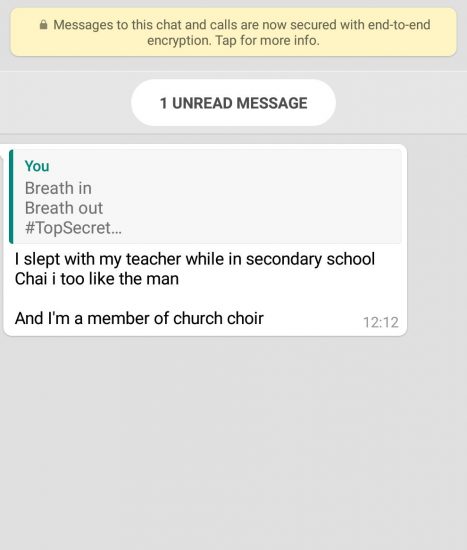 Messages to this chat and calls are now secured with end-to-end
encryption. Tap for more info.
1 UNREAD MESSAGE
You
Breath in
Breath out
#TopSecret...
I slept with my teacher while in secondary school
Chai i too like the man
And I'm a member of church choir
12:12